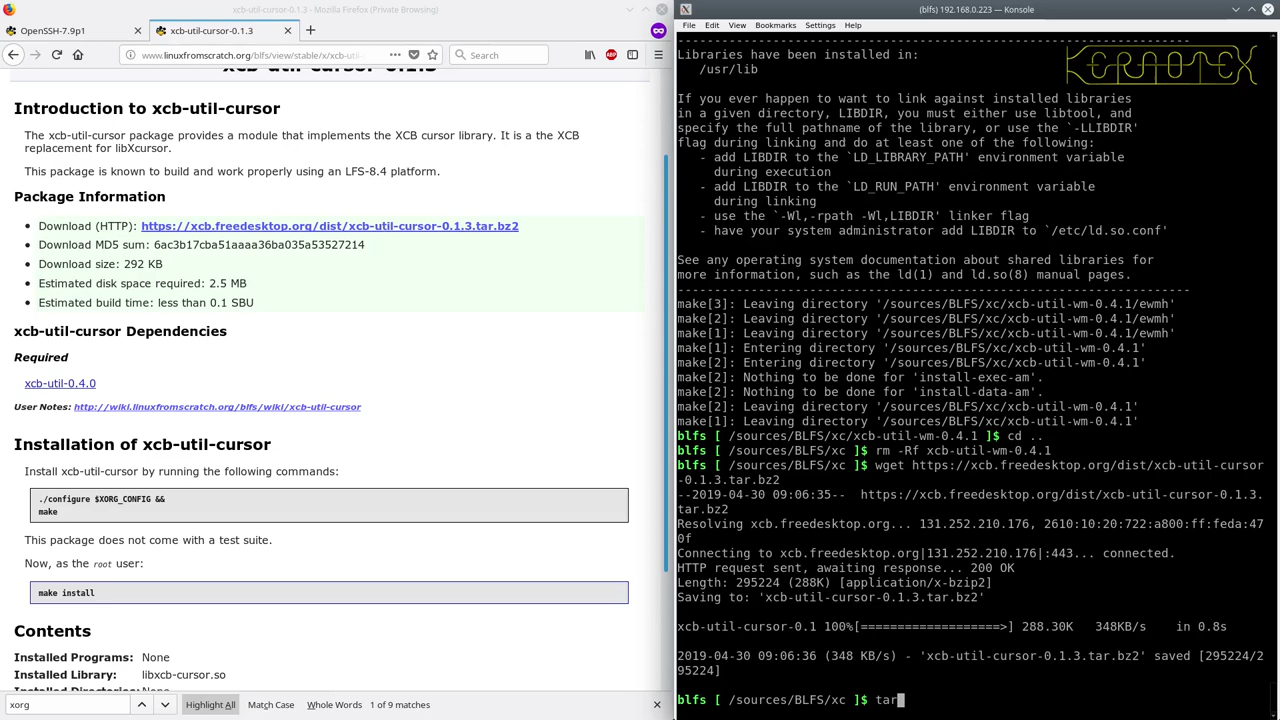 xcb-util-cursor-0.1.3 - Mozilla Firefox (Private Browsing)
OpenSSH-7.9p1
xcb-util-cursor-0.1.3
www.linuxfromscratch.org/blfs/view/stable/x/xcb-uti
Search
Introduction to xcb-util-cursor
The xcb-util-cursor package provides a module that implements the XCB cursor library. It is a the XCB
replacement for libXcursor.
This package is known to build and work properly using an LFS-8.4 platform.
Package Information
Download (HTTP): https://xcb.freedesktop.org/dist/xcb-util-cursor-0.1.3.tar.bz2
Download MD5 sum: 6ac3b17cba51aaaa36ba035a53527214
Download size: 292 KB
Estimated disk space required: 2.5 MB
Estimated build time: less than 0.1 SBU
xcb-util-cursor Dependencies
Required
xcb-util-0.4.0
User Notes: http://wiki.linuxfromscratch.org/blfs/wiki/xcb-util-cursor
Installation of xcb-util-cursor
Install xcb-util-cursor by running the following commands:
./configure $XORG_CONFIG &&
make
This package does not come with a test suite.
Now, as the root user:
make install
Contents
Installed Programs: None
Installed Library: libxcb-cursor.so
xorg
Highlight All
Match Case
Whole Words
1 of 9 matches
(blfs) 192.168.0.223 — Konsole
File Edit View Bookmarks Settings Help
KERNOTEX
----------------------------------------------------------------------
Libraries have been installed in:
/usr/lib
If you ever happen to want to link against installed libraries
in a given directory, LIBDIR, you must either use libtool, and
specify the full pathname of the library, or use the `-LLIBDIR'
flag during linking and do at least one of the following:
- add LIBDIR to the `LD_LIBRARY_PATH' environment variable
during execution
- add LIBDIR to the `LD_RUN_PATH' environment variable
during linking
- use the `-Wl,-rpath -Wl,LIBDIR' linker flag
- have your system administrator add LIBDIR to `/etc/ld.so.conf'
See any operating system documentation about shared libraries for
more information, such as the ld(1) and ld.so(8) manual pages.
----------------------------------------------------------------------
make[3]: Leaving directory '/sources/BLFS/xc/xcb-util-wm-0.4.1/ewmh'
make[2]: Leaving directory '/sources/BLFS/xc/xcb-util-wm-0.4.1/ewmh'
make[1]: Leaving directory '/sources/BLFS/xc/xcb-util-wm-0.4.1/ewmh'
make[1]: Entering directory '/sources/BLFS/xc/xcb-util-wm-0.4.1'
make[2]: Entering directory '/sources/BLFS/xc/xcb-util-wm-0.4.1'
make[2]: Nothing to be done for 'install-exec-am'.
make[2]: Nothing to be done for 'install-data-am'.
make[2]: Leaving directory '/sources/BLFS/xc/xcb-util-wm-0.4.1'
make[1]: Leaving directory '/sources/BLFS/xc/xcb-util-wm-0.4.1'
blfs [ /sources/BLFS/xc/xcb-util-wm-0.4.1 ]$ cd ..
blfs [ /sources/BLFS/xc ]$ rm -Rf xcb-util-wm-0.4.1
blfs [ /sources/BLFS/xc ]$ wget https://xcb.freedesktop.org/dist/xcb-util-cursor
-0.1.3.tar.bz2
--2019-04-30 09:06:35-- https://xcb.freedesktop.org/dist/xcb-util-cursor-0.1.3.
tar.bz2
Resolving xcb.freedesktop.org... 131.252.210.176, 2610:10:20:722:a800:ff:feda:47
0f
Connecting to xcb.freedesktop.org|131.252.210.176|:443... connected.
HTTP request sent, awaiting response... 200 OK
Length: 295224 (288K) [application/x-bzip2]
Saving to: 'xcb-util-cursor-0.1.3.tar.bz2'
xcb-util-cursor-0.1 100%[===================>] 288.30K 348KB/s in 0.8s
2019-04-30 09:06:36 (348 KB/s) - 'xcb-util-cursor-0.1.3.tar.bz2' saved [295224/2
95224]
blfs [ /sources/BLFS/xc ]$ tar